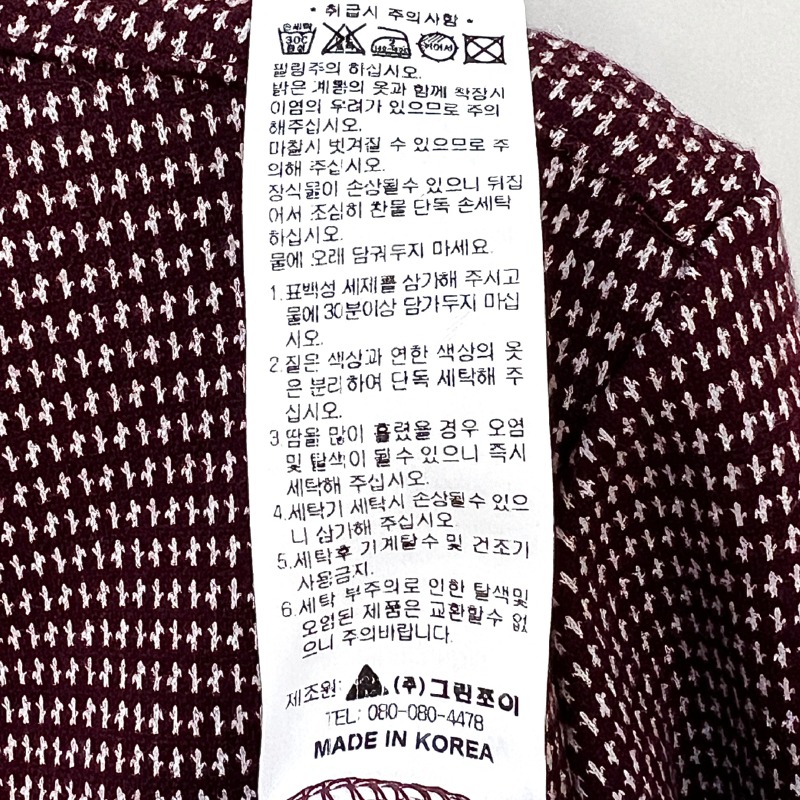 • 취급시 주의사항 •
손세탁
30℃
중성
필링주의 하십시오.
밝은 계통의 옷과 함께 착장시
이염의 우려가 있으므로 주의
해주십시오.
마찰시 벗겨질 수 있으므로 주
의해 주십시오.
장식물이 손상될수 있으니 뒤집
어서 조심히 찬물 단독 손세탁
하십시오.
물에 오래 담궈두지 마세요.
1. 표백성 세제를 삼가해 주시고
물에 30분이상 담가두지 마십
시오.
2. 짙은 색상과 연한 색상의 옷
은 분리하여 단독 세탁해 주
십시오.
3. 땀을 많이 흘렸을 경우 오염
및 탈색이 될 수 있으니 즉시
세탁해 주십시오.
4. 세탁기 세탁시 손상될수 있으
니 삼가해 주십시오.
5. 세탁후 기계탈수 및 건조기
사용금지.
6. 세탁 부주의로 인한 탈색및
오염된 제품은 교환할수 없
으니 주의바랍니다.
제조원: (주)그린조이
TEL: 080-080-4478
MADE IN KOREA